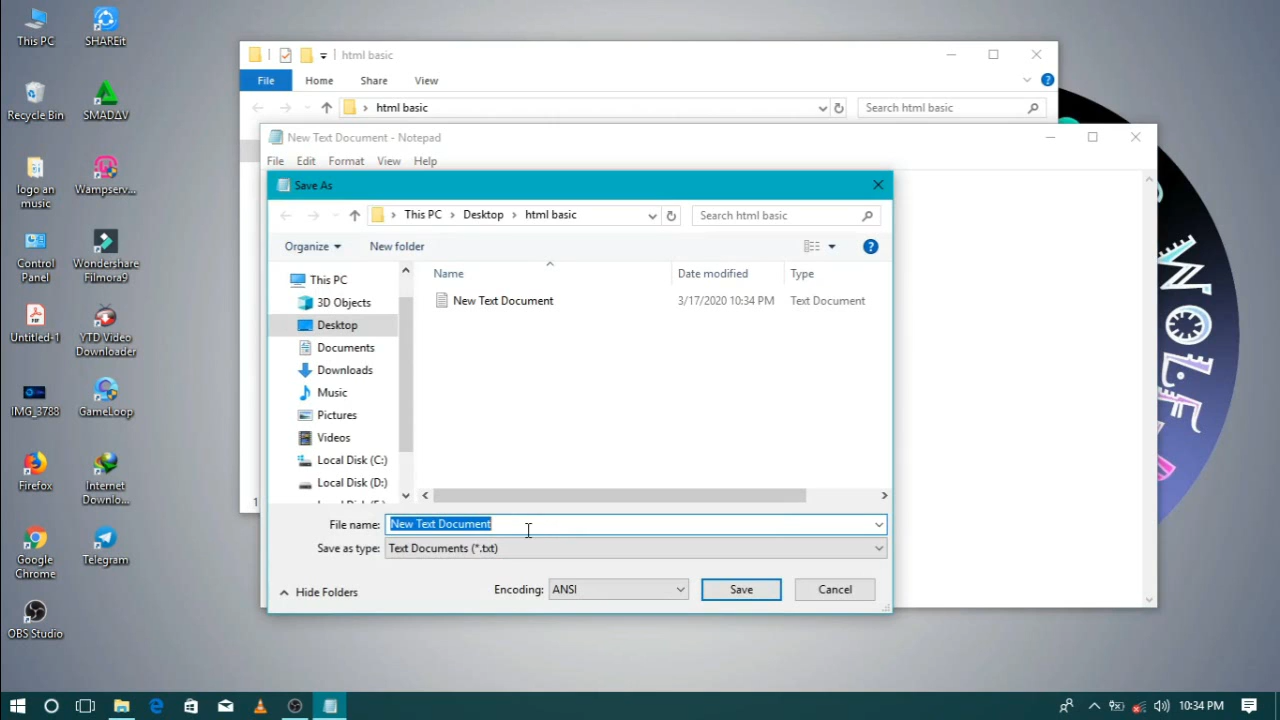 This PC
SHAREit
Recycle Bin
SMADΔV
logo an music
Wampserv...
Control Panel
Wondershare Filmora9
Untitled-1
YTD Video Downloader
IMG_3788
GameLoop
Firefox
Internet Downlo...
Google Chrome
Telegram
OBS Studio
html basic
File Home Share View
html basic
Search html basic
New Text Document - Notepad
File Edit Format View Help
Save As
This PC > Desktop > html basic
Search html basic
Organize New folder
Name Date modified Type
New Text Document 3/17/2020 10:34 PM Text Document
This PC
3D Objects
Desktop
Documents
Downloads
Music
Pictures
Videos
Local Disk (C:)
Local Disk (D:)
1
File name: New Text Document
Save as type: Text Documents (*.txt)
Hide Folders
Encoding: ANSI
Save Cancel
WOLF
10:34 PM